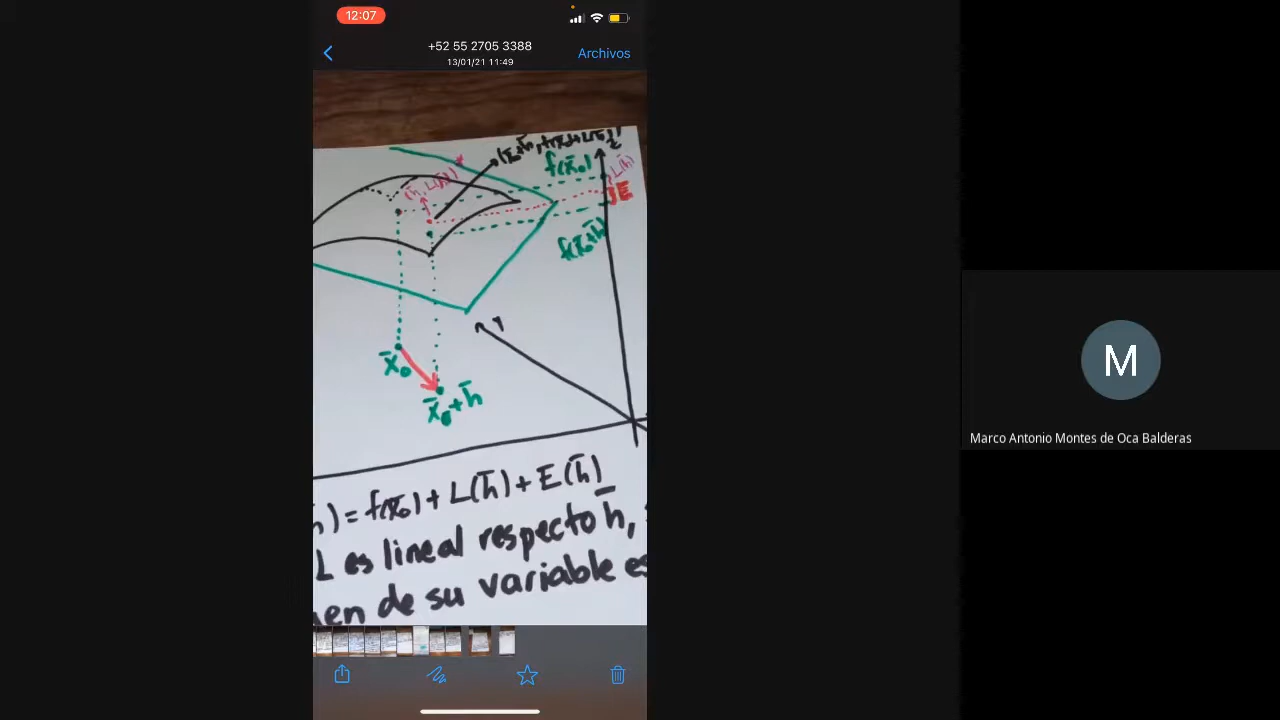 12:07
+52 55 2705 3388
13/01/21 11:49
Archivos
f(x̄₀)
L(h̄)
(h̄, L(h̄))
E
f(x̄₀+h̄)
x̄₀
x̄₀+h̄
h̄) = f(x̄₀) + L(h̄) + E(h̄)
L es lineal respecto h̄,
en de su variable es
M
Marco Antonio Montes de Oca Balderas